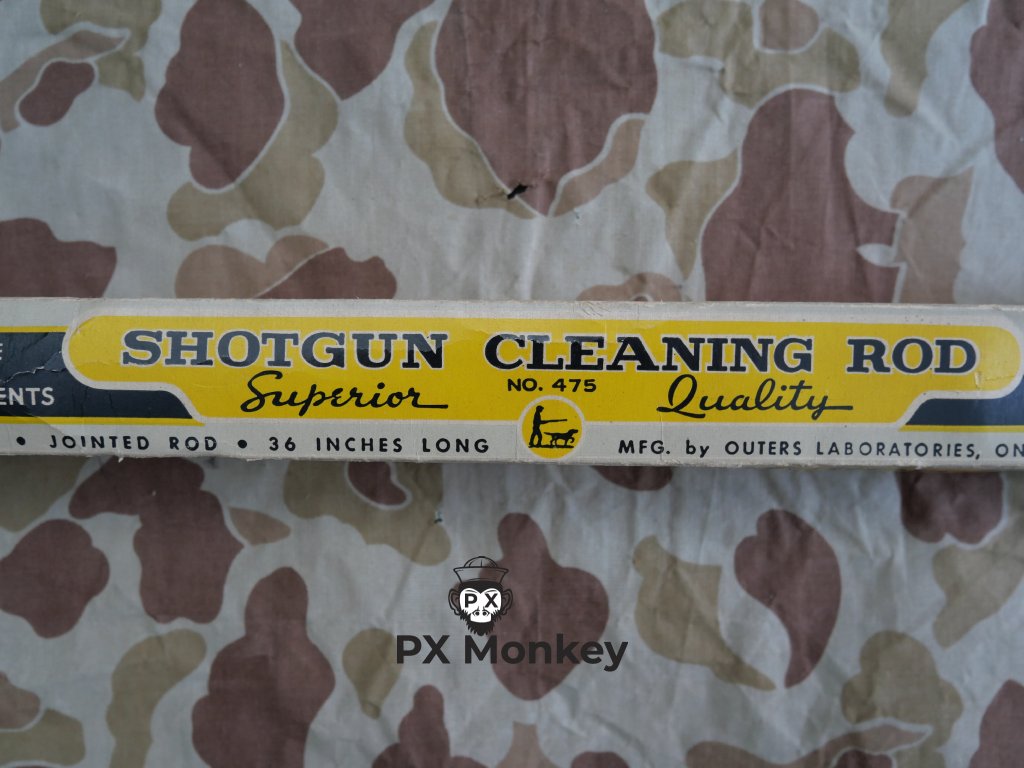 SHOTGUN CLEANING ROD
Superior NO. 475 Quality
ENTS
• JOINTED ROD • 36 INCHES LONG MFG. by OUTERS LABORATORIES, ON
PX
PX Monkey